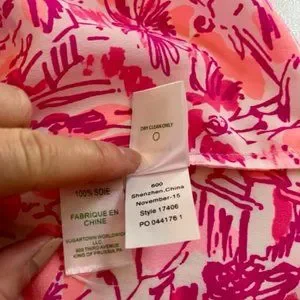 DRY CLEAN ONLY
100% SOIE
FABRIQUE EN
CHINE
SUGARTOWN WORLDWIDE
LLC
800 THIRD AVENUE
KING OF PRUSSIA, PA
600
Shenzhen, China
November-15
Style 17406
PO 044176 1